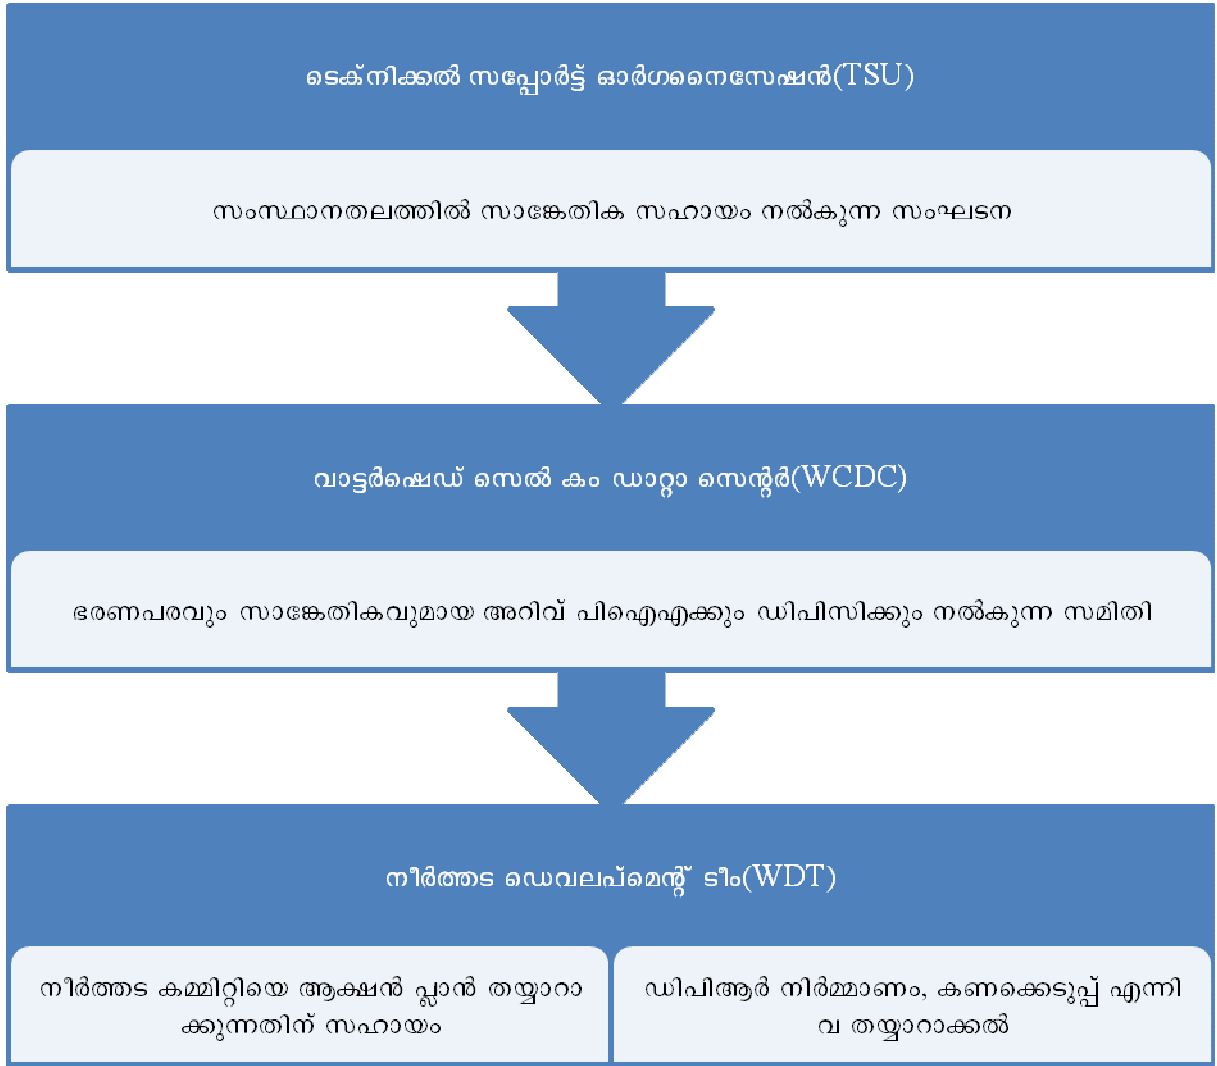 ടെക്നിക്കൽ സപ്പോർട്ട് ഓർഗനൈസേഷൻ(TSU)
സംസ്ഥാനതലത്തിൽ സാങ്കേതിക സഹായം നൽകുന്ന സംഘടന
വാട്ടർഷെഡ് സെൽ കം ഡാറ്റാ സെന്റർ(WCDC)
ഭരണപരവും സാങ്കേതികവുമായ അറിവ് പിഐഎക്കും ഡിപിസിക്കും നൽകുന്ന സമിതി
നീർത്തട ഡെവലപ്മെന്റ് ടീം(WDT)
നീർത്തട കമ്മിറ്റിയെ ആക്ഷൻ പ്ലാൻ തയ്യാറാ
ക്കുന്നതിന് സഹായം
ഡിപിആർ നിർമ്മാണം, കണക്കെടുപ്പ് എന്നി
വ തയ്യാറാക്കൽ